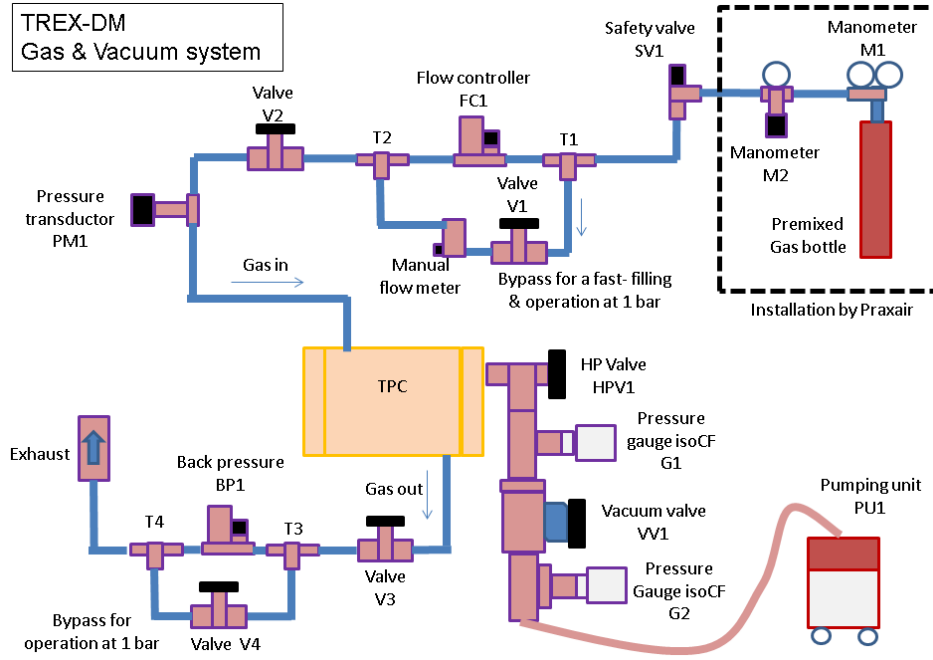 TREX-DM
Gas & Vacuum system
Safety valve
SV1
Manometer
M1
Flow controller
FC1
Valve
V2
T2
T1
Manometer
M2
Valve
V1
Pressure
transductor
PM1
Premixed
Gas bottle
Gas in
Manual
flow meter
Bypass for a fast- filling
& operation at 1 bar
Installation by Praxair
TPC
HP Valve
HPV1
Pressure
gauge isoCF
G1
Exhaust
Back pressure
BP1
Gas out
Pumping unit
PU1
T4
T3
Vacuum valve
VV1
Valve
V3
Pressure
Gauge isoCF
G2
Bypass for
operation at 1 bar
Valve V4